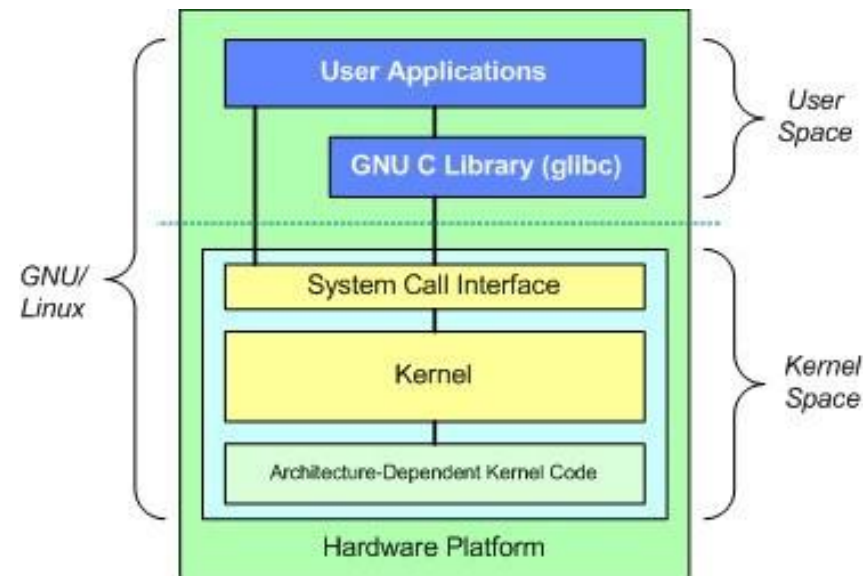 User Applications
User
Space
GNU C Library (glibc)
GNU/
Linux
System Call Interface
Kernel
Kernel
Space
Architecture-Dependent Kernel Code
Hardware Platform